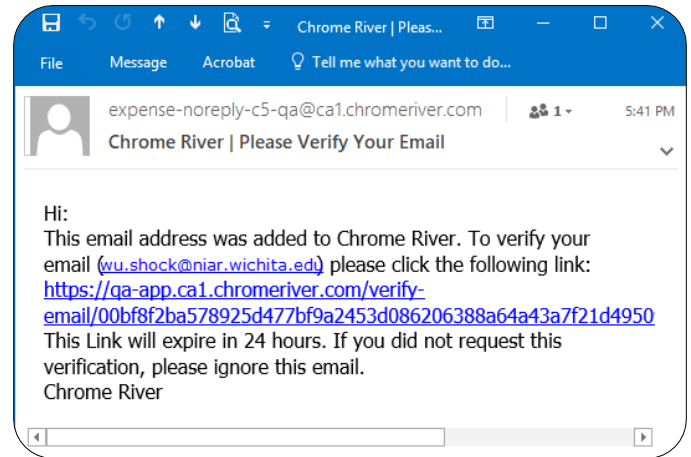 Chrome River | Pleas...
File Message Acrobat Tell me what you want to do...
expense-noreply-c5-qa@ca1.chromeriver.com 1 5:41 PM
Chrome River | Please Verify Your Email
Hi:
This email address was added to Chrome River. To verify your
email (wu.shock@niar.wichita.edu) please click the following link:
https://qa-app.ca1.chromeriver.com/verify-
email/00bf8f2ba578925d477bf9a2453d086206388a64a43a7f21d4950
This Link will expire in 24 hours. If you did not request this
verification, please ignore this email.
Chrome River